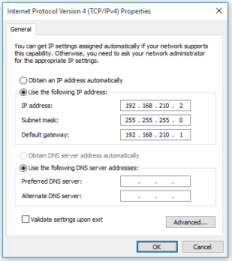 Internet Protocol Version 4 (TCP/IPv4) Properties
General
You can get IP settings assigned automatically if your network supports
this capability. Otherwise, you need to ask your network administrator
for the appropriate IP settings.
Obtain an IP address automatically
Use the following IP address:
IP address: 192 . 168 . 210 . 2
Subnet mask: 255 . 255 . 255 . 0
Default gateway: 192 . 168 . 210 . 1
Obtain DNS server address automatically
Use the following DNS server addresses:
Preferred DNS server: . . .
Alternate DNS server: . . .
Validate settings upon exit
Advanced...
OK Cancel